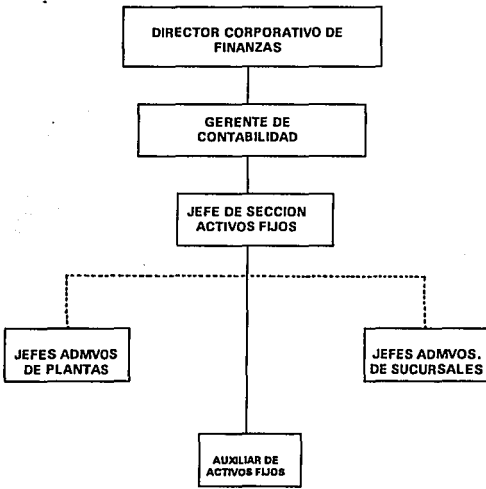 DIRECTOR CORPORATIVO DE
FINANZAS
GERENTE DE
CONTABILIDAD
JEFE DE SECCION
ACTIVOS FIJOS
JEFES ADMVOS
DE PLANTAS
JEFES ADMVOS.
DE SUCURSALES
AUXILIAR DE
ACTIVOS FIJOS